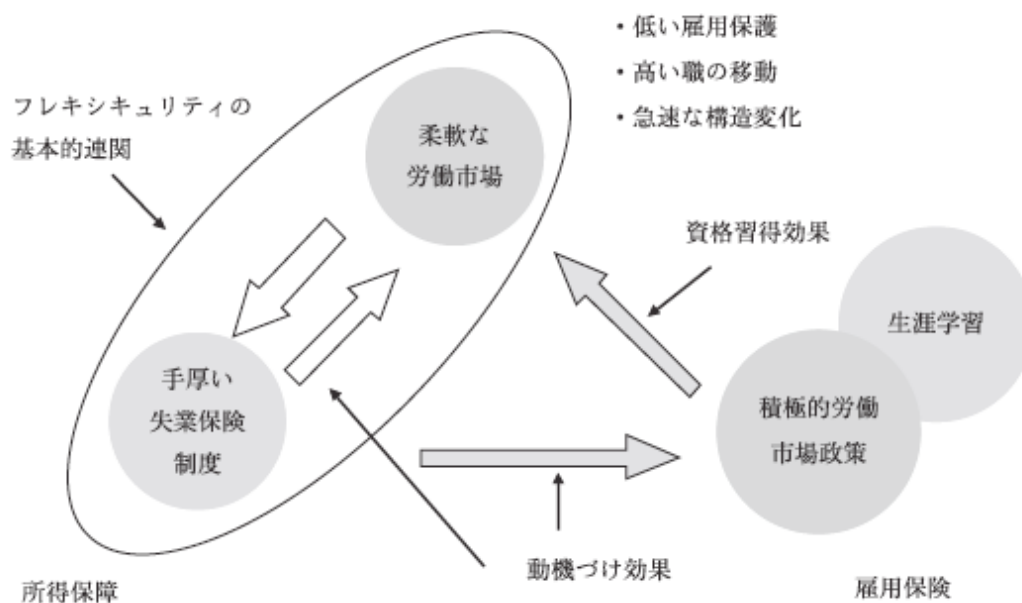 ・低い雇用保護
・高い職の移動
・急速な構造変化
フレキシキュリティの
基本的連関
柔軟な
労働市場
資格習得効果
生涯学習
手厚い
失業保険
制度
積極的労働
市場政策
動機づけ効果
所得保障
雇用保険